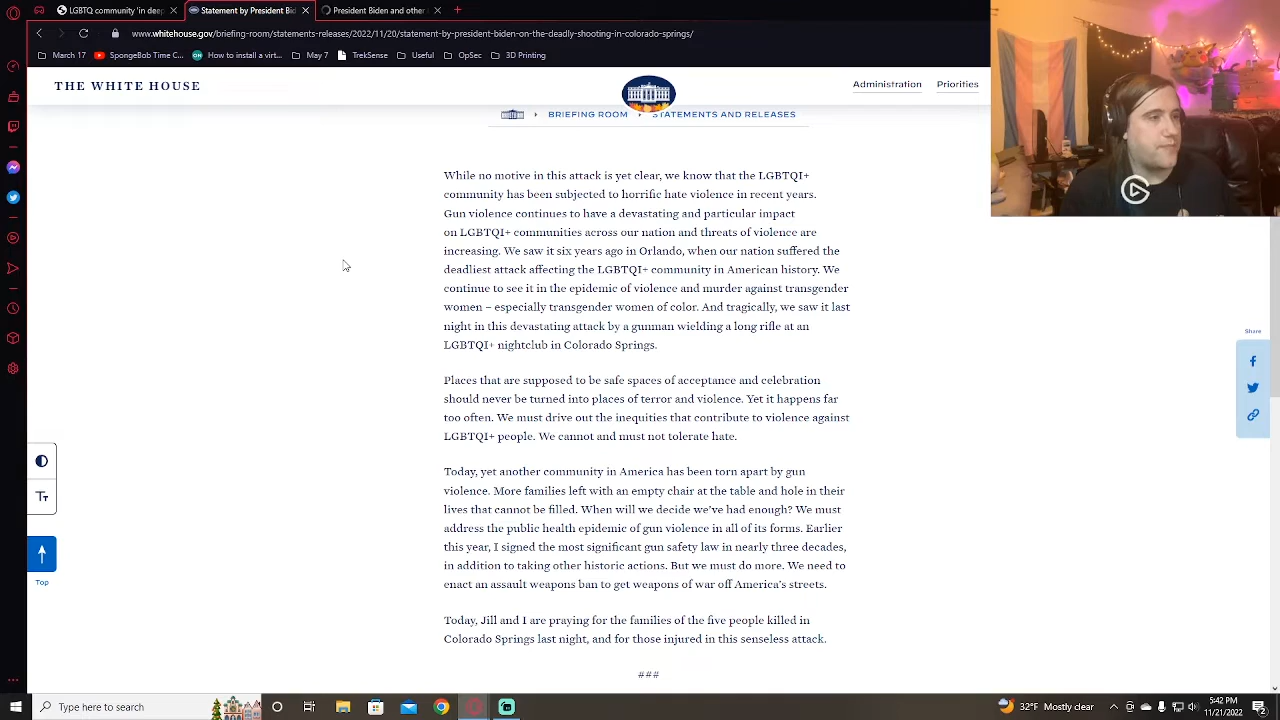 LGBTQ community 'in deep
Statement by President Bid
President Biden and other
www.whitehouse.gov/briefing-room/statements-releases/2022/11/20/statement-by-president-biden-on-the-deadly-shooting-in-colorado-springs/
March 17
SpongeBob Time C...
How to install a virt...
May 7
TrekSense
Useful
OpSec
3D Printing
THE WHITE HOUSE
Administration
Priorities
BRIEFING ROOM
STATEMENTS AND RELEASES
While no motive in this attack is yet clear, we know that the LGBTQI+
community has been subjected to horrific hate violence in recent years.
Gun violence continues to have a devastating and particular impact
on LGBTQI+ communities across our nation and threats of violence are
increasing. We saw it six years ago in Orlando, when our nation suffered the
deadliest attack affecting the LGBTQI+ community in American history. We
continue to see it in the epidemic of violence and murder against transgender
women – especially transgender women of color. And tragically, we saw it last
night in this devastating attack by a gunman wielding a long rifle at an
LGBTQI+ nightclub in Colorado Springs.
Places that are supposed to be safe spaces of acceptance and celebration
should never be turned into places of terror and violence. Yet it happens far
too often. We must drive out the inequities that contribute to violence against
LGBTQI+ people. We cannot and must not tolerate hate.
Today, yet another community in America has been torn apart by gun
violence. More families left with an empty chair at the table and hole in their
lives that cannot be filled. When will we decide we've had enough? We must
address the public health epidemic of gun violence in all of its forms. Earlier
this year, I signed the most significant gun safety law in nearly three decades,
in addition to taking other historic actions. But we must do more. We need to
enact an assault weapons ban to get weapons of war off America's streets.
Today, Jill and I are praying for the families of the five people killed in
Colorado Springs last night, and for those injured in this senseless attack.
###
Share
Top
Type here to search
32°F Mostly clear
5:42 PM
11/21/2022